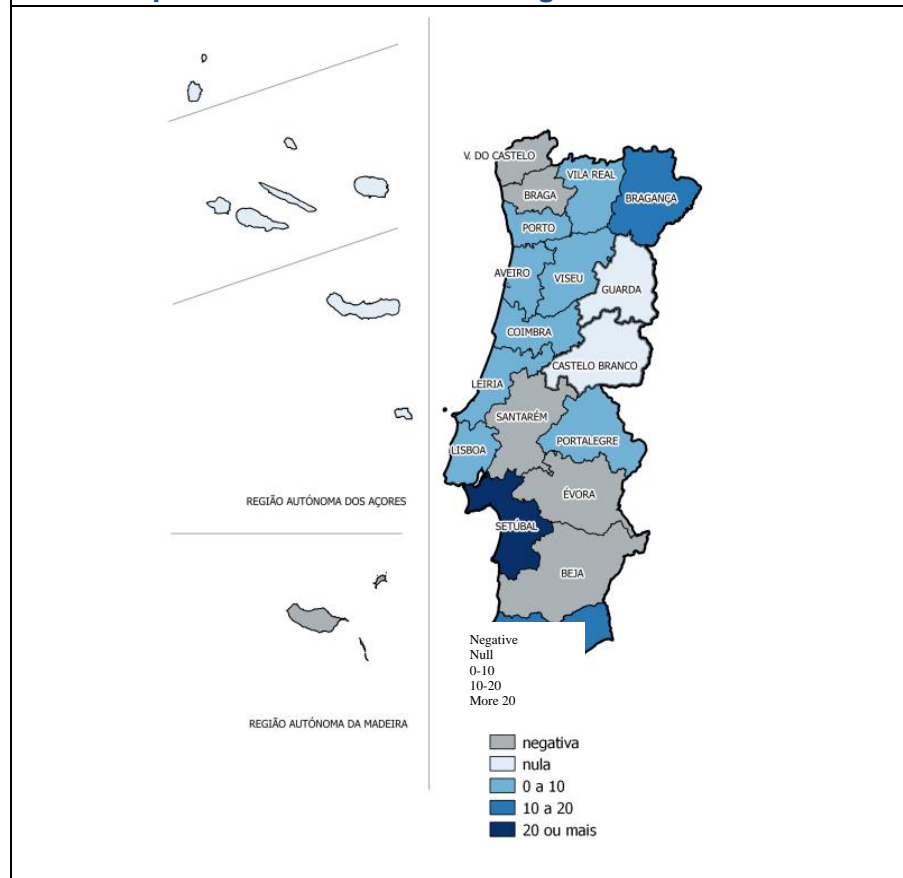 V. DO CASTELO
VILA REAL
BRAGANÇA
BRAGA
PORTO
AVEIRO
VISEU
GUARDA
COIMBRA
CASTELO BRANCO
LEIRIA
SANTARÉM
PORTALEGRE
LISBOA
ÉVORA
SETÚBAL
BEJA
REGIÃO AUTÓNOMA DOS AÇORES
REGIÃO AUTÓNOMA DA MADEIRA
Negative
Null
0-10
10-20
More 20
negativa
nula
0 a 10
10 a 20
20 ou mais